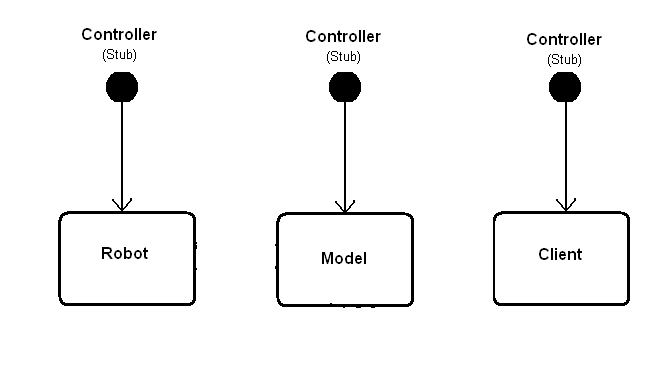 Controller
(Stub)
Robot
Controller
(Stub)
Model
Controller
(Stub)
Client